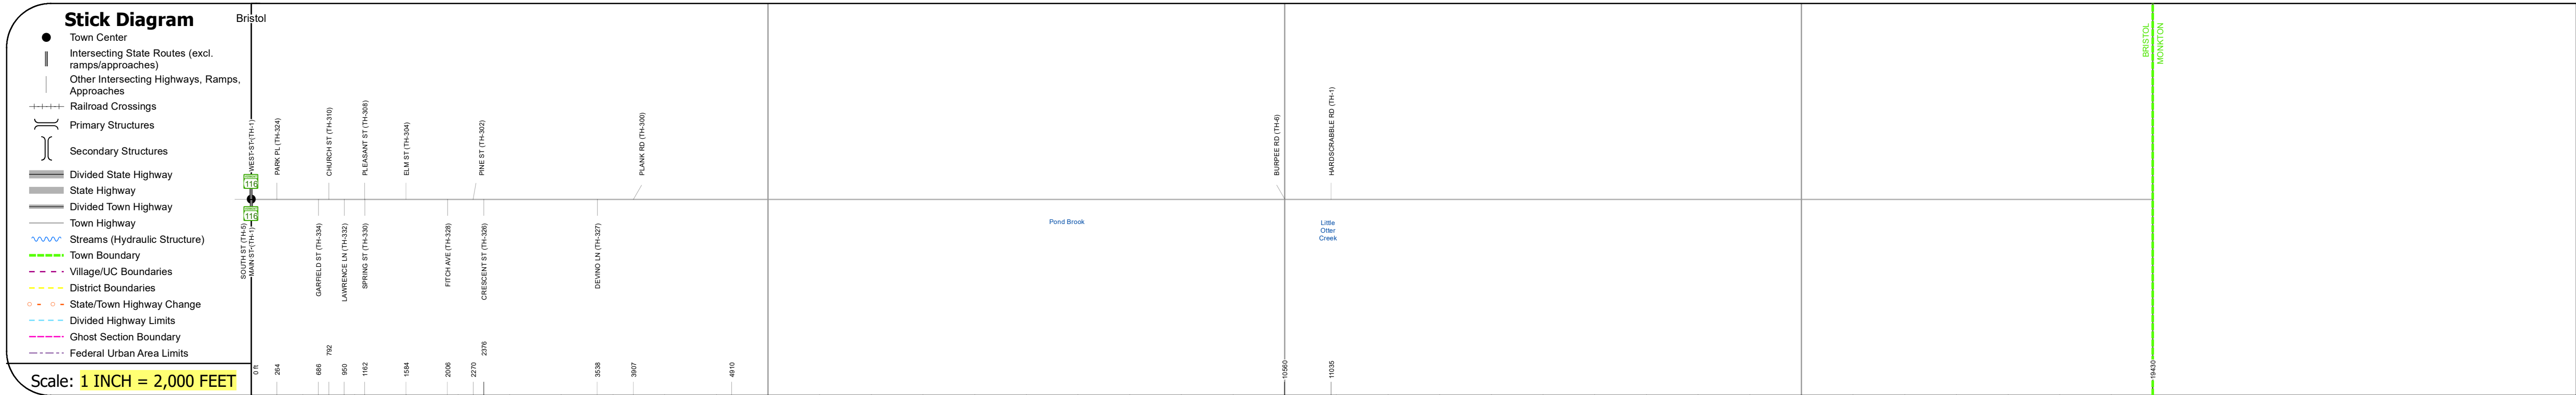 Stick Diagram
Town Center
Intersecting State Routes (excl.
ramps/approaches)
Other Intersecting Highways, Ramps,
Approaches
Railroad Crossings
Primary Structures
Secondary Structures
Divided State Highway
State Highway
Divided Town Highway
Town Highway
Streams (Hydraulic Structure)
Town Boundary
Village/UC Boundaries
District Boundaries
State/Town Highway Change
Divided Highway Limits
Ghost Section Boundary
Federal Urban Area Limits
Scale: 1 INCH = 2,000 FEET
Bristol
WEST-ST-(TH-1)
PARK PL (TH-324)
CHURCH ST (TH-310)
PLEASANT ST (TH-308)
ELM ST (TH-304)
PINE ST (TH-302)
PLANK RD (TH-300)
BURPEE RD (TH-6)
HARDSCRABBLE RD (TH-1)
BRISTOL
MONKTON
116
116
SOUTH ST (TH-5)
MAIN ST-(TH-1)
GARFIELD ST (TH-334)
LAWRENCE LN (TH-332)
SPRING ST (TH-330)
FITCH AVE (TH-328)
CRESCENT ST (TH-326)
DEVINO LN (TH-327)
Pond Brook
Little
Otter
Creek
0 ft
264
686
792
950
1162
1584
2006
2270
2376
3538
3907
4910
10560
11035
19430